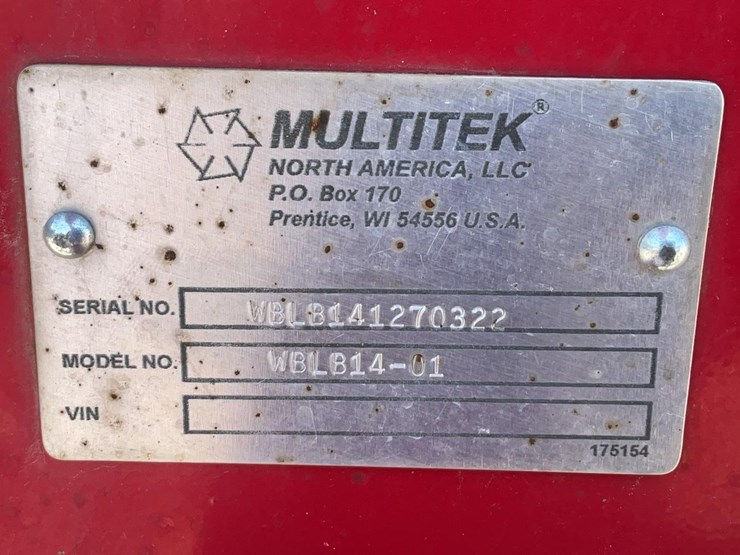 MULTITEK®
NORTH AMERICA, LLC
P.O. Box 170
Prentice, WI 54556 U.S.A.
SERIAL NO. WBLB141270322
MODEL NO. WBLB14-01
VIN
175154